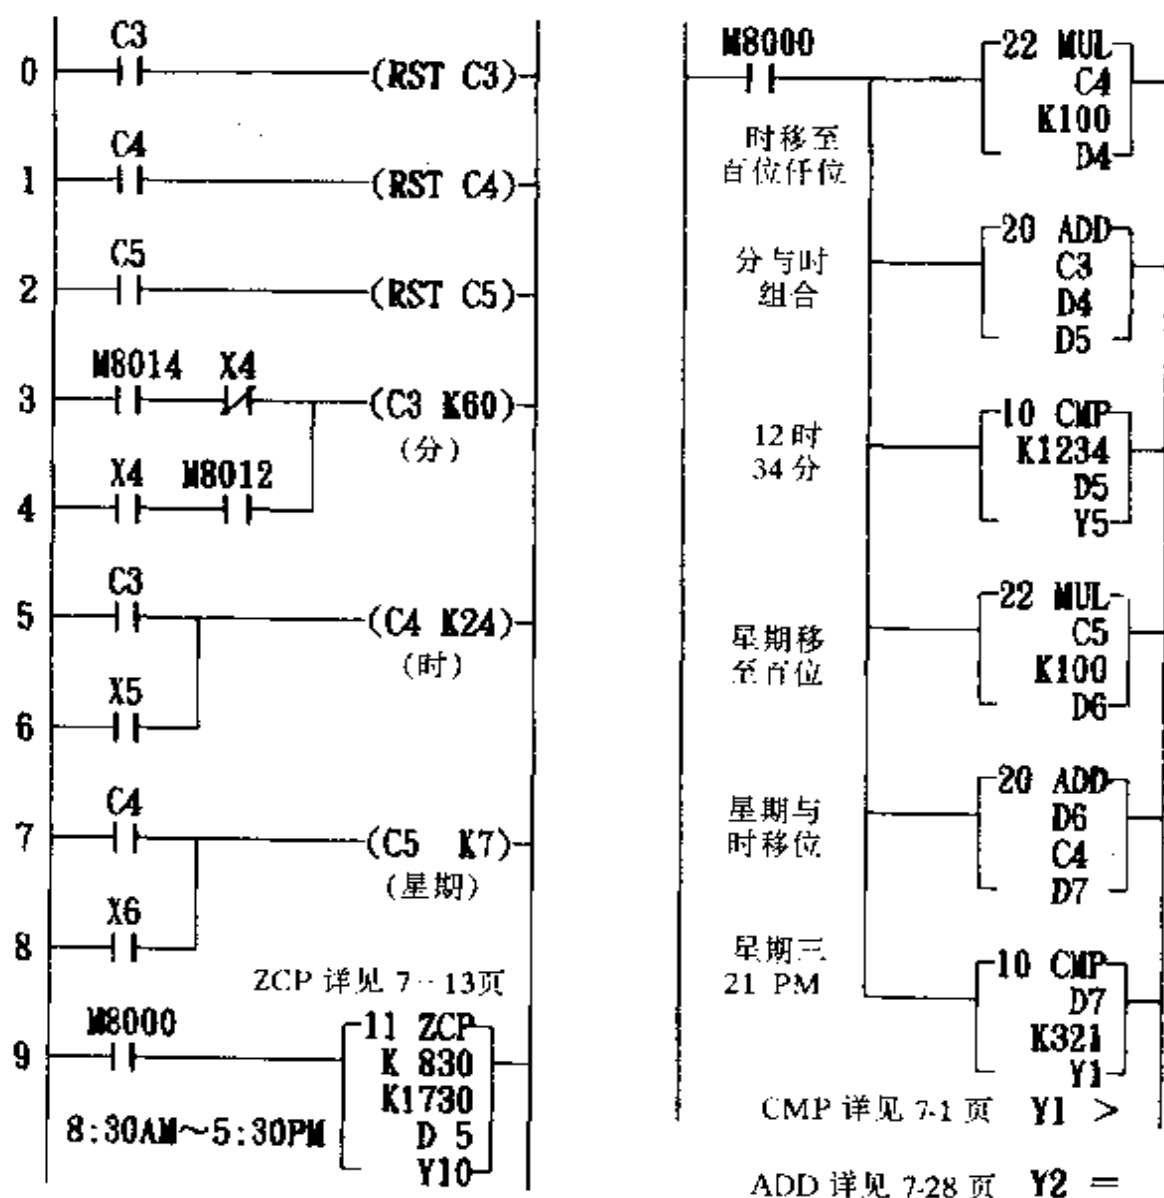 C3
0 (RST C3)
C4
1 (RST C4)
C5
2 (RST C5)
M8014 X4
3 (C3 K60)
(分)
X4 M8012
4
C3
5 (C4 K24)
(时)
X5
6
C4
7 (C5 K7)
(星期)
X6
8
ZCP 详见 7-13页
M8000
9
11 ZCP
K 830
K1730
D 5
Y10
8:30AM～5:30PM
M8000
22 MUL
C4
K100
D4
时移至
百位仟位
20 ADD
C3
D4
D5
分与时
组合
10 CMP
K1234
D5
Y5
12时
34分
22 MUL
C5
K100
D6
星期移
至百位
20 ADD
D6
C4
D7
星期与
时移位
10 CMP
D7
K321
Y1
星期三
21 PM
CMP 详见 7-1 页 Y1 >
ADD 详见 7-28 页 Y2 =